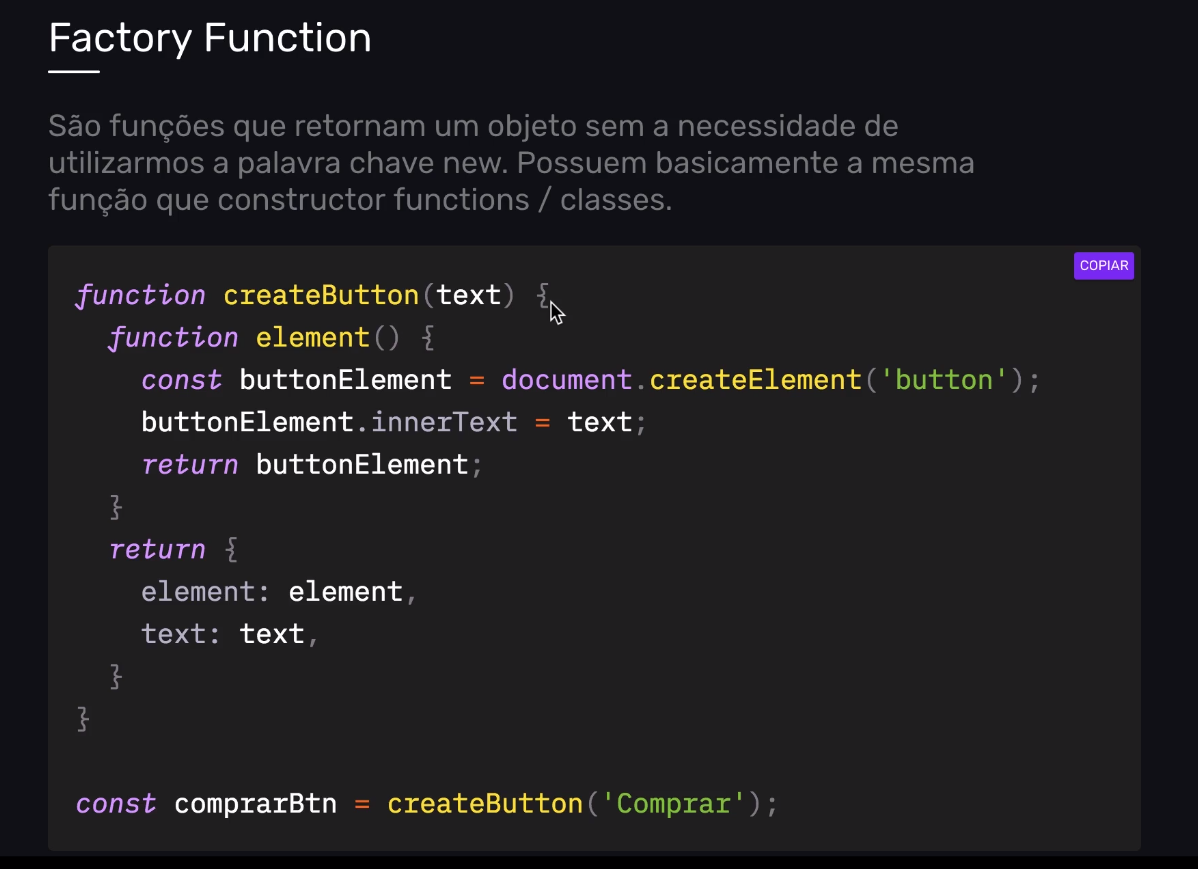 Factory Function
São funções que retornam um objeto sem a necessidade de
utilizarmos a palavra chave new. Possuem basicamente a mesma
função que constructor functions / classes.
COPIAR
function createButton(text) {
  function element() {
    const buttonElement = document.createElement('button');
    buttonElement.innerText = text;
    return buttonElement;
  }
  return {
    element: element,
    text: text,
  }
}
const comprarBtn = createButton('Comprar');